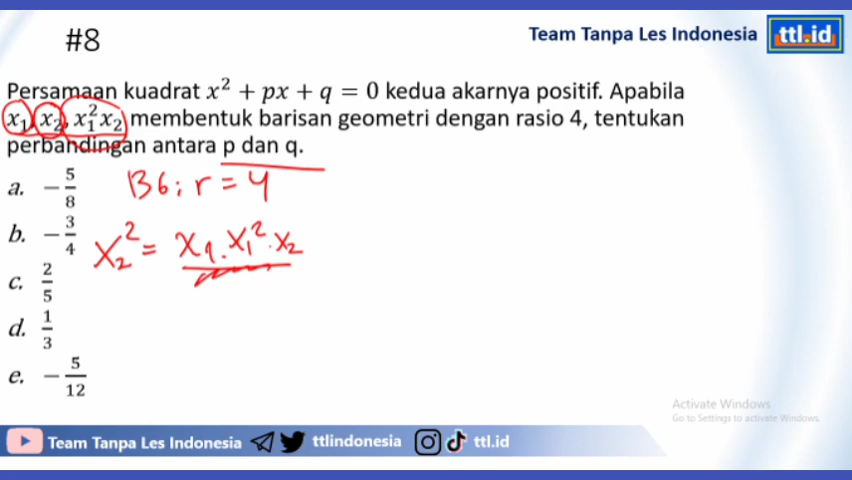 #8
Team Tanpa Les Indonesia
ttl.id
Persamaan kuadrat x² + px + q = 0 kedua akarnya positif. Apabila
x₁, x₂, x₁²x₂ membentuk barisan geometri dengan rasio 4, tentukan
perbandingan antara p dan q.
a. −5/8
BG; r = 4
b. −3/4
x₂² = x₁ . x₁² . x₂
c. 2/5
d. 1/3
e. −5/12
Activate Windows
Go to Settings to activate Windows.
Team Tanpa Les Indonesia ttlindonesia ttl.id